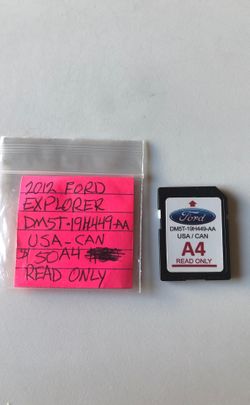 2012 FORD
EXPLORER
DM5T-19H449-AA
USA-CAN
$50 A4
READ ONLY
Ford
DM5T-19H449-AA
USA / CAN
A4
READ ONLY